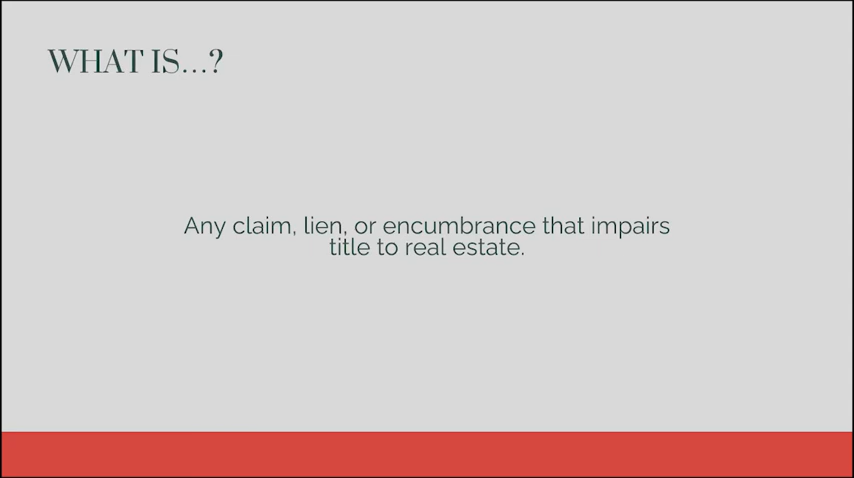 WHAT IS...?
Any claim, lien, or encumbrance that impairs
title to real estate.